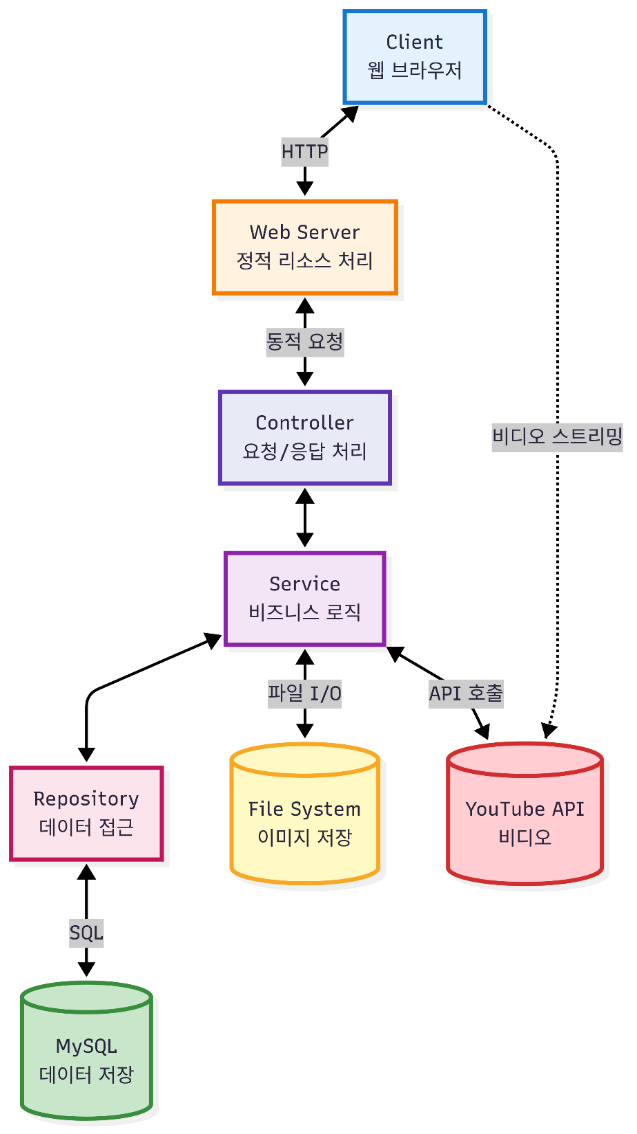 Client
웹 브라우저
HTTP
Web Server
정적 리소스 처리
동적 요청
Controller
요청/응답 처리
비디오 스트리밍
Service
비즈니스 로직
파일 I/O
API 호출
Repository
데이터 접근
File System
이미지 저장
YouTube API
비디오
SQL
MySQL
데이터 저장